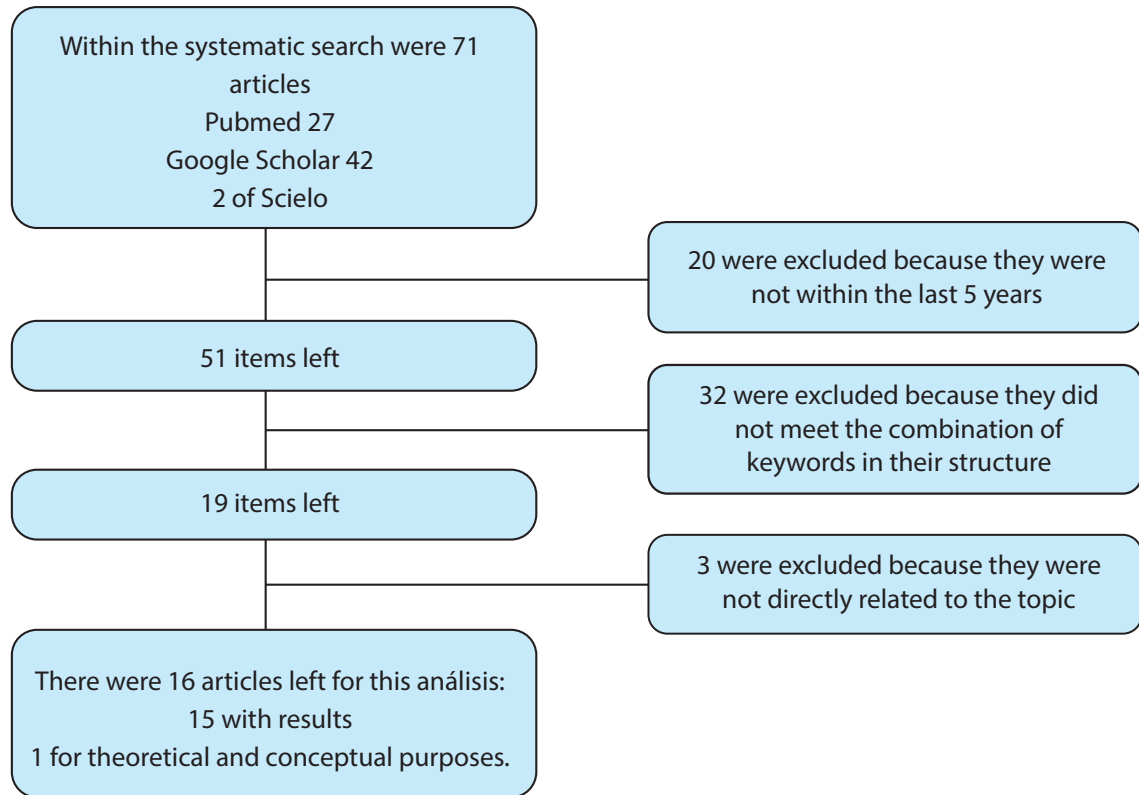 Within the systematic search were 71
articles
Pubmed 27
Google Scholar 42
2 of Scielo
20 were excluded because they were
not within the last 5 years
51 items left
32 were excluded because they did
not meet the combination of
keywords in their structure
19 items left
3 were excluded because they were
not directly related to the topic
There were 16 articles left for this análisis:
15 with results
1 for theoretical and conceptual purposes.